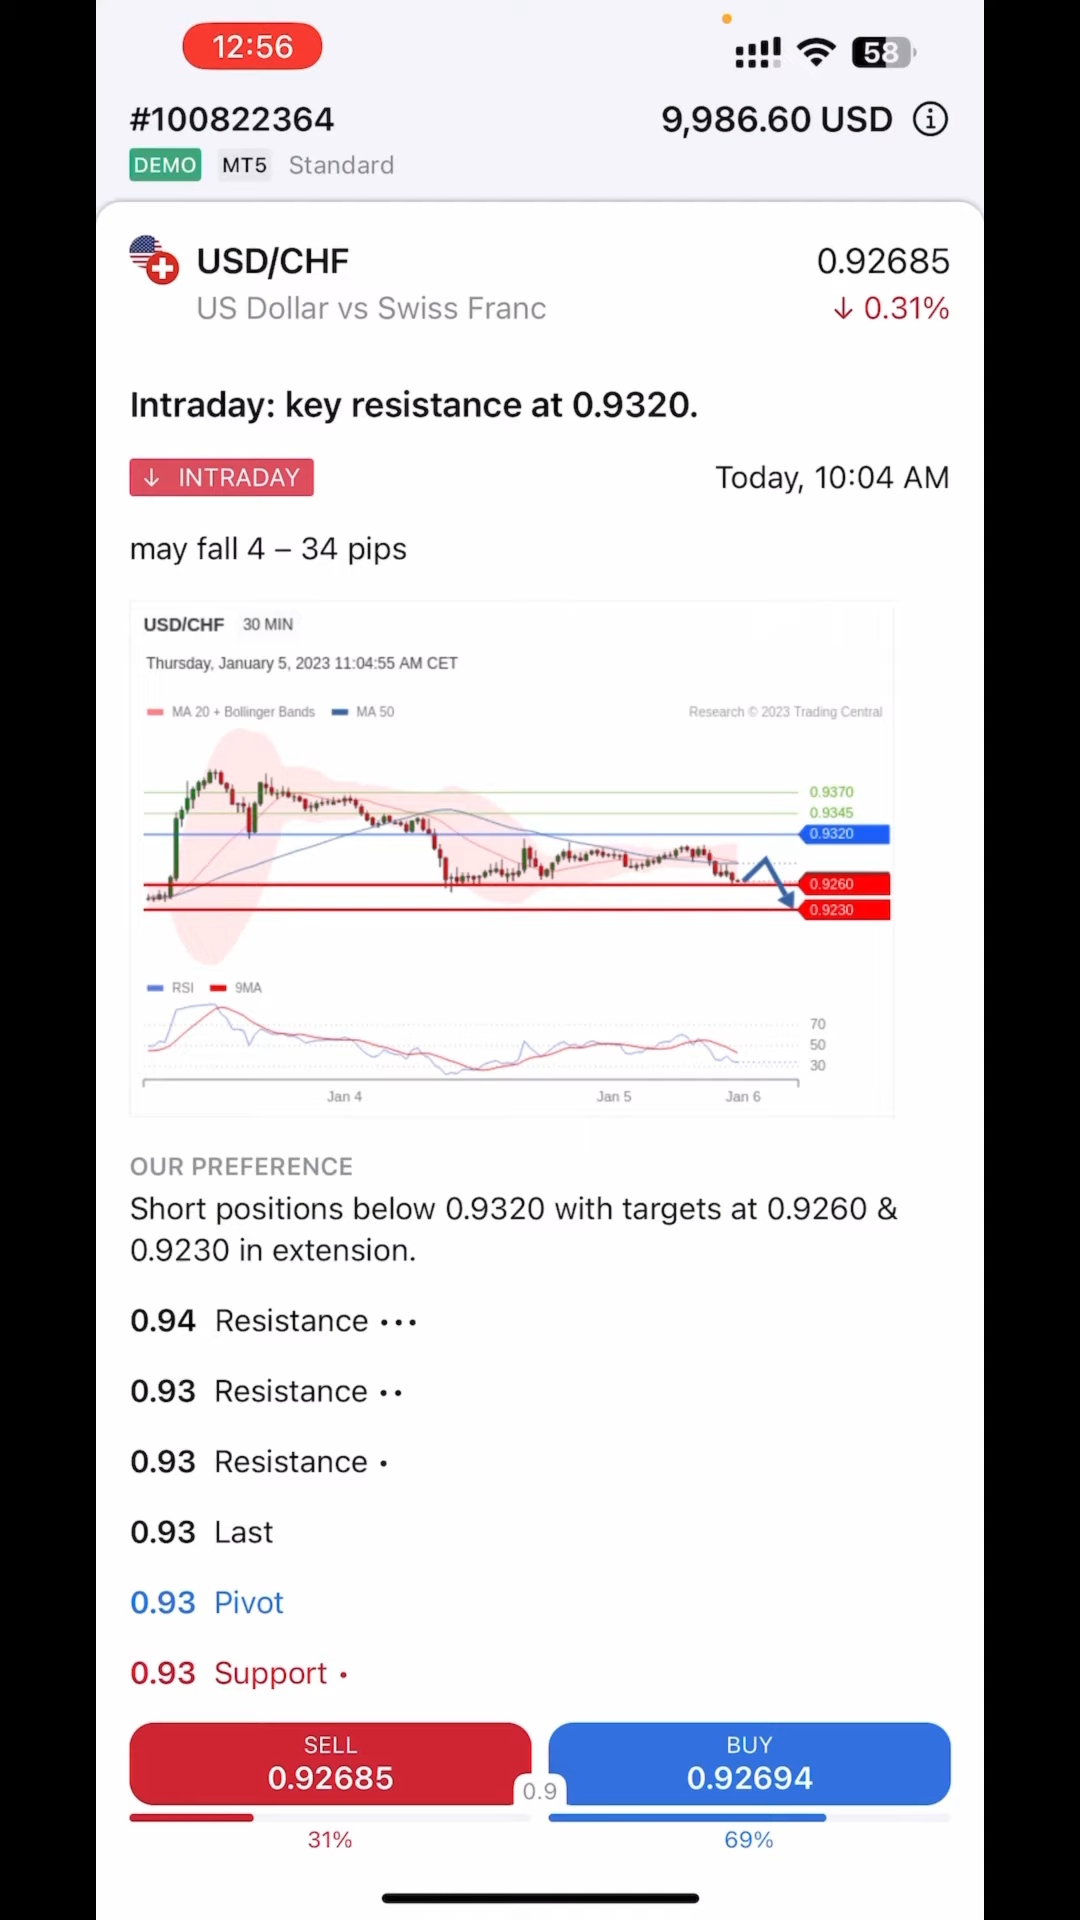 12:56
58
#100822364
9,986.60 USD
DEMO MT5 Standard
USD/CHF
0.92685
US Dollar vs Swiss Franc
↓ 0.31%
Intraday: key resistance at 0.9320.
↓ INTRADAY
Today, 10:04 AM
may fall 4 – 34 pips
USD/CHF 30 MIN
Thursday, January 5, 2023 11:04:55 AM CET
MA 20 + Bollinger Bands MA 50
Research © 2023 Trading Central
0.9370
0.9345
0.9320
0.9260
0.9230
RSI 9MA
70
50
30
Jan 4 Jan 5 Jan 6
OUR PREFERENCE
Short positions below 0.9320 with targets at 0.9260 &
0.9230 in extension.
0.94 Resistance •••
0.93 Resistance ••
0.93 Resistance •
0.93 Last
0.93 Pivot
0.93 Support •
SELL
0.92685
0.9
BUY
0.92694
31%
69%